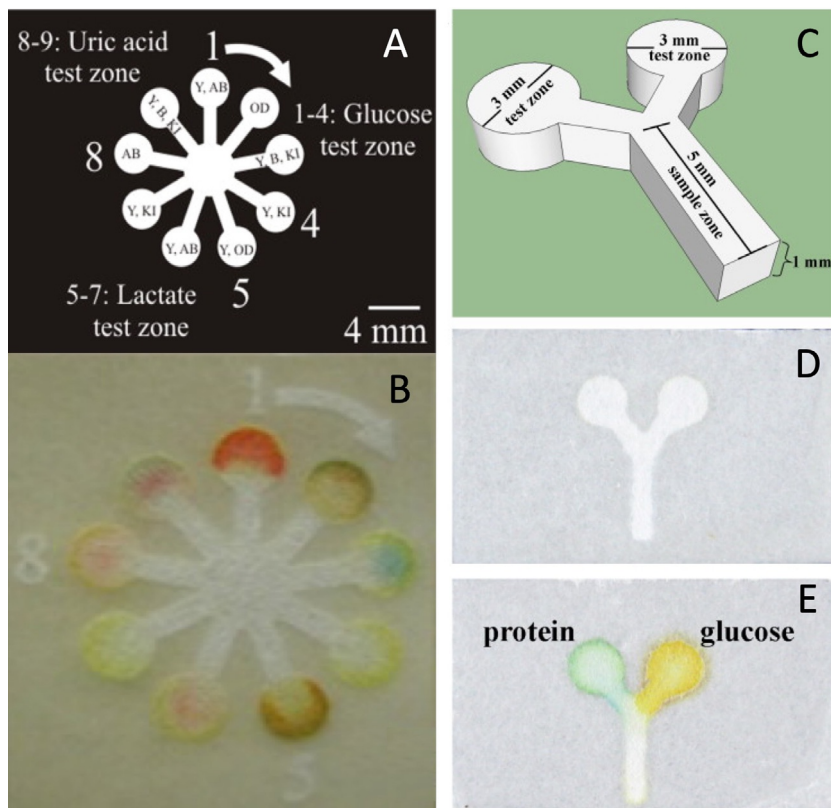 A
8-9: Uric acid
test zone
1
1-4: Glucose
test zone
Y, AB
OD
Y, B, KI
Y, KI
4
Y, OD
5
Y, AB
Y, KI
8
AB
Y, B, KI
5-7: Lactate
test zone
4 mm
B
1
8
5
C
3 mm
test zone
3 mm
test zone
5 mm
sample zone
1 mm
D
E
protein
glucose